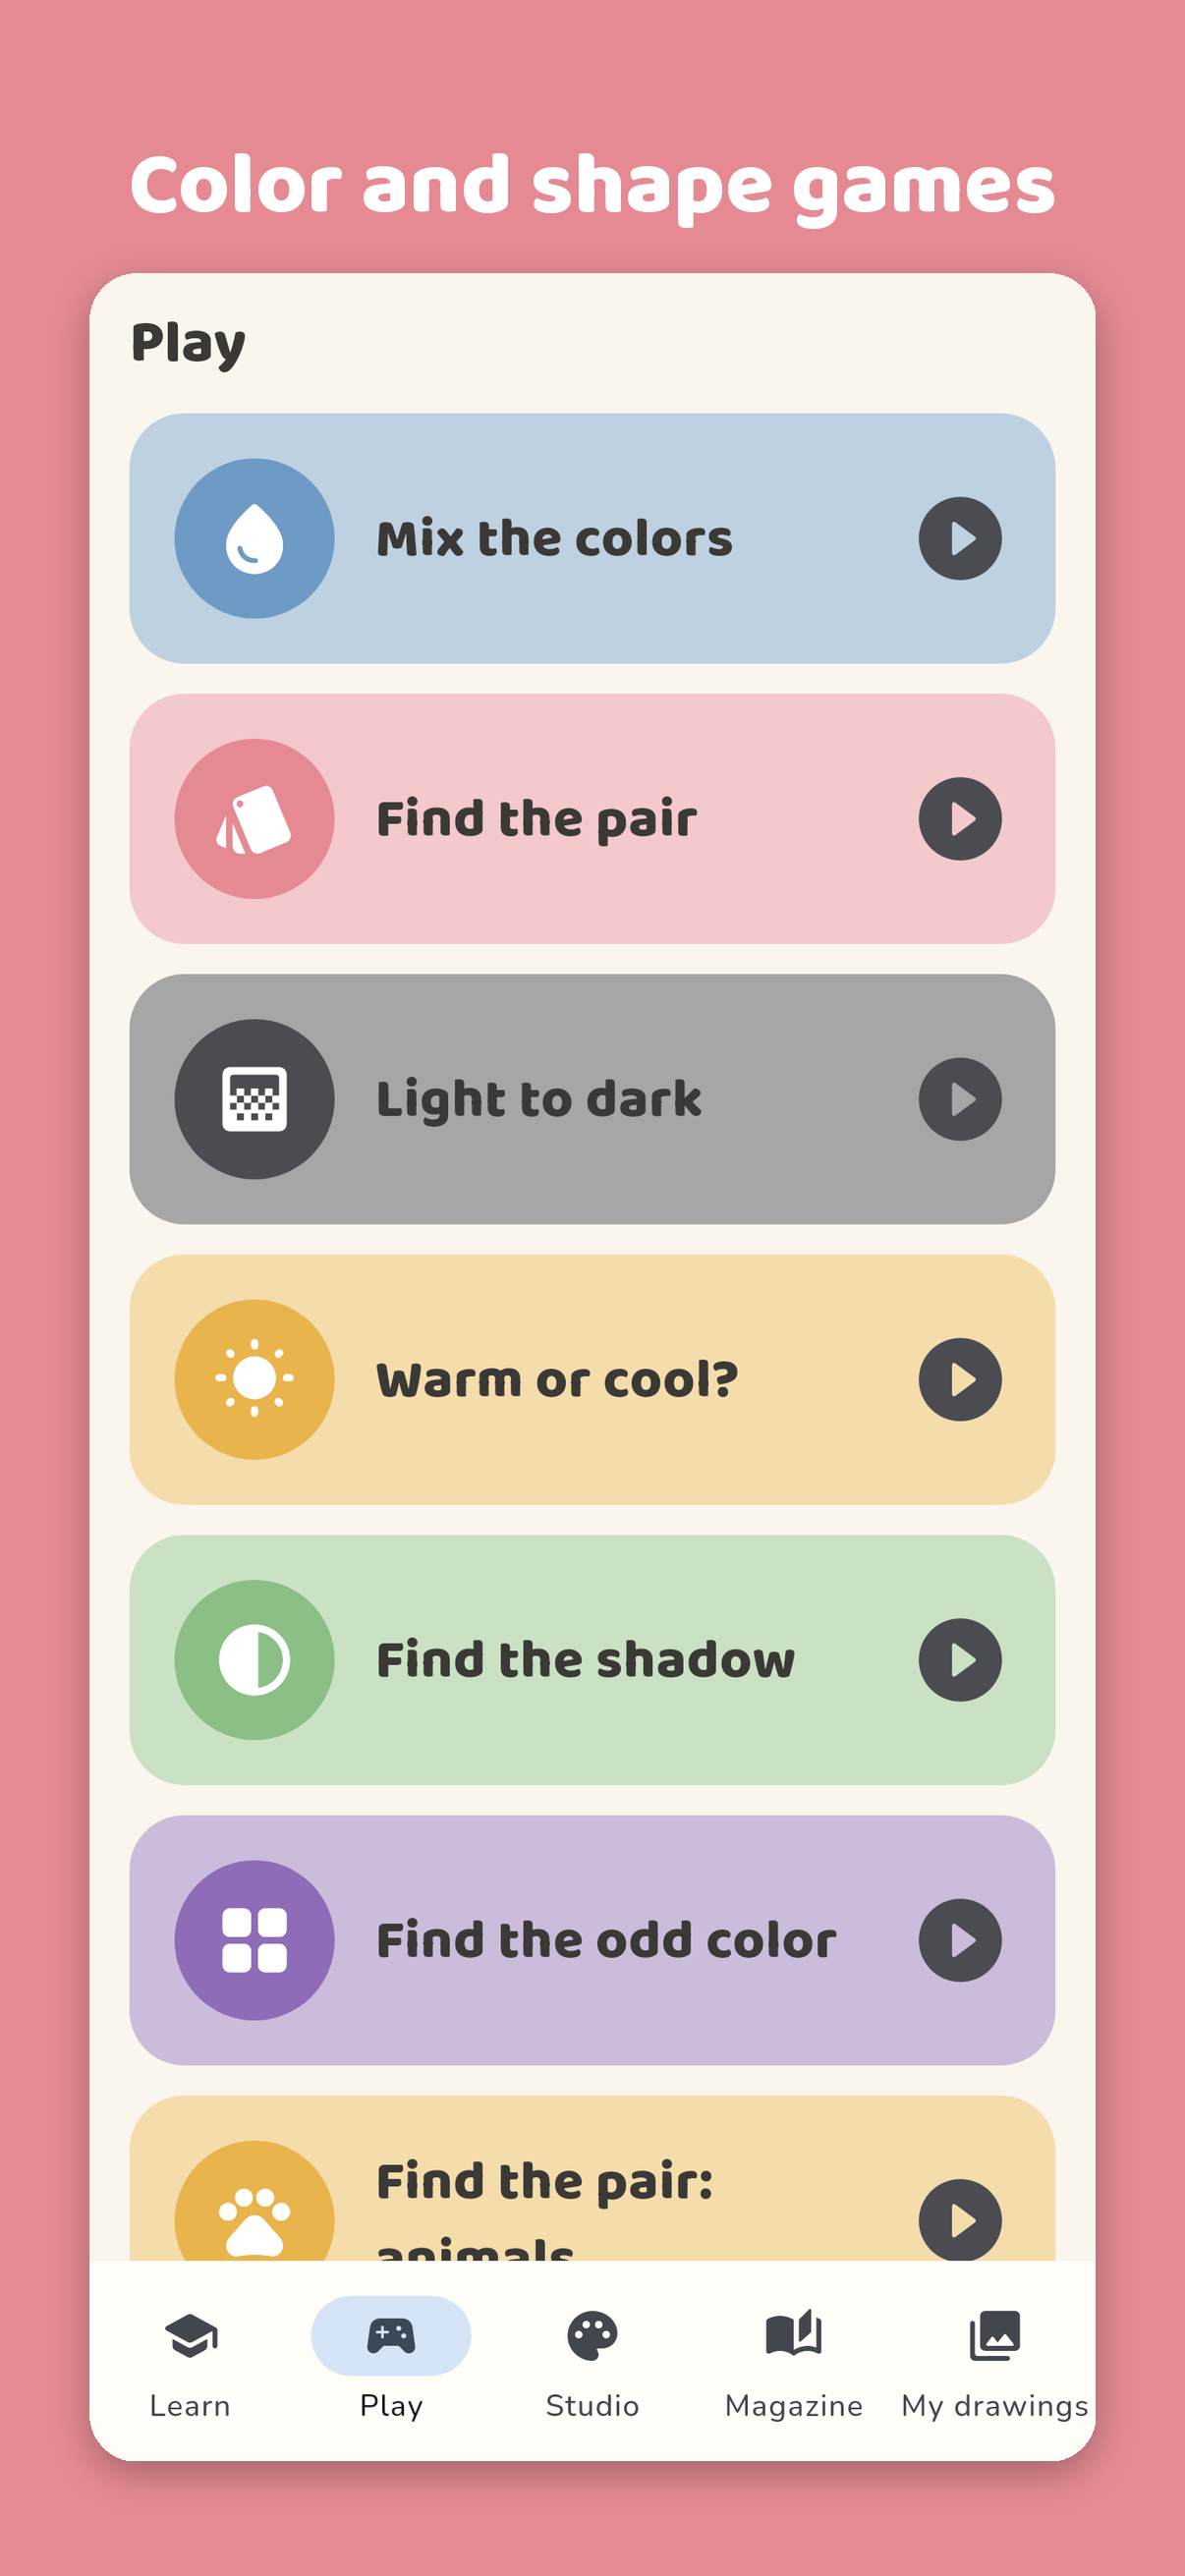 Color and shape games
Play
Mix the colors
Find the pair
Light to dark
Warm or cool?
Find the shadow
Find the odd color
Find the pair:
animals
Learn
Play
Studio
Magazine
My drawings